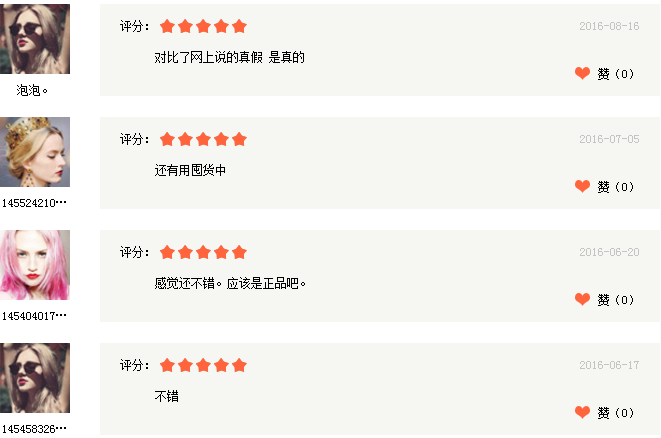 评分： 2016-08-16
对比了网上说的真假 是真的
赞（0）
泡泡。
评分： 2016-07-05
还有用囤货中
赞（0）
145524210…
评分： 2016-06-20
感觉还不错。应该是正品吧。
赞（0）
145404017…
评分： 2016-06-17
不错
赞（0）
145458326…